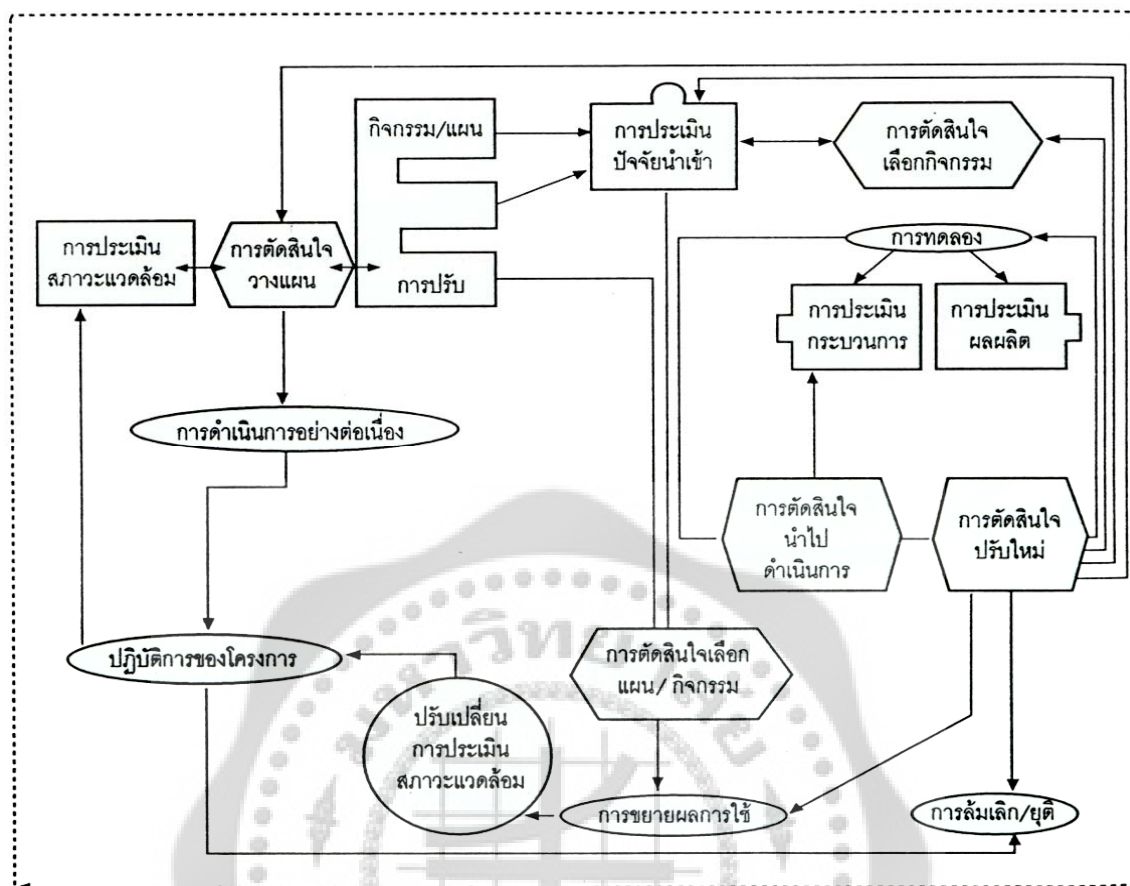 กิจกรรม/แผน
การประเมิน
ปัจจัยนำเข้า
การตัดสินใจ
เลือกกิจกรรม
การประเมิน
สภาวะแวดล้อม
การตัดสินใจ
วางแผน
การปรับ
การทดลอง
การประเมิน
กระบวนการ
การประเมิน
ผลผลิต
การดำเนินการอย่างต่อเนื่อง
การตัดสินใจ
นำไป
ดำเนินการ
การตัดสินใจ
ปรับใหม่
ปฏิบัติการของโครงการ
การตัดสินใจเลือก
แผน/ กิจกรรม
ปรับเปลี่ยน
การประเมิน
สภาวะแวดล้อม
การขยายผลการใช้
การล้มเลิก/ยุติ